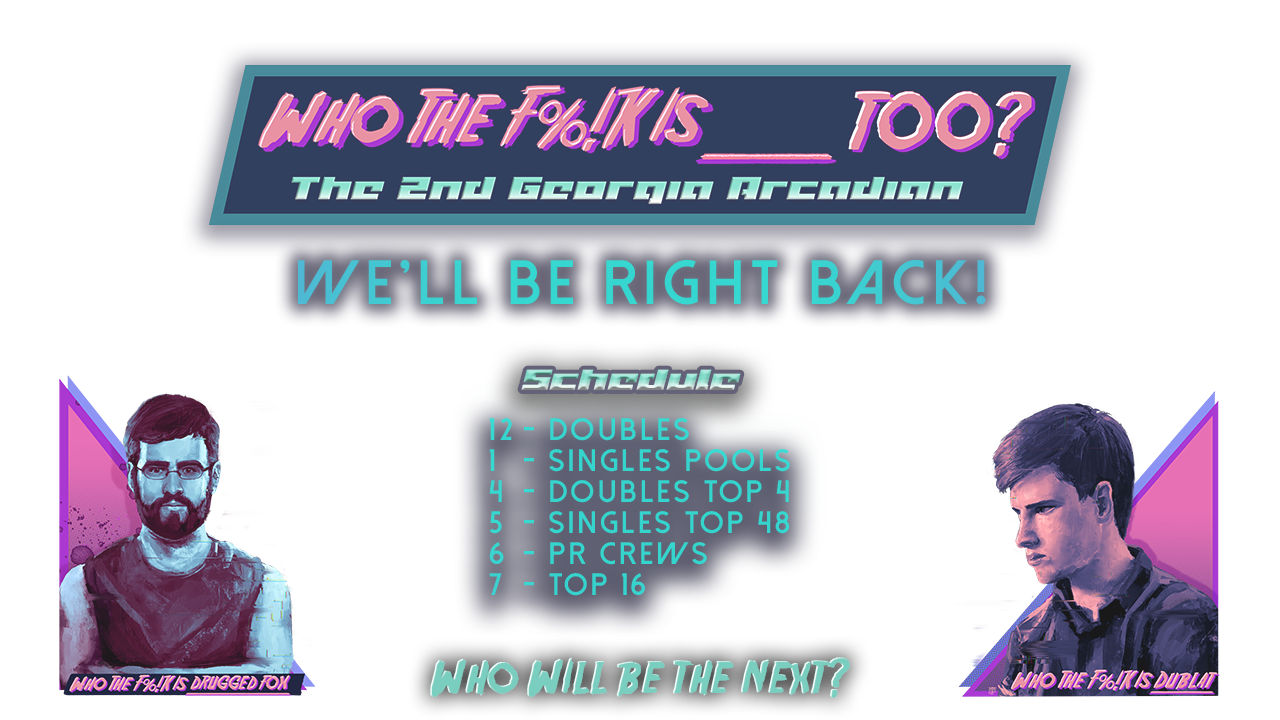 WHO THE F%!K IS ____ TOO?
The 2nd Georgia Arcadian
WE'LL BE RIGHT BACK!
Schedule
12 - DOUBLES
1 - SINGLES POOLS
4 - DOUBLES TOP 4
5 - SINGLES TOP 48
6 - PR CREWS
7 - TOP 16
WHO THE F%!K IS DRUGGED FOX
WHO THE F%!K IS DUBLAT
WHO WILL BE THE NEXT?